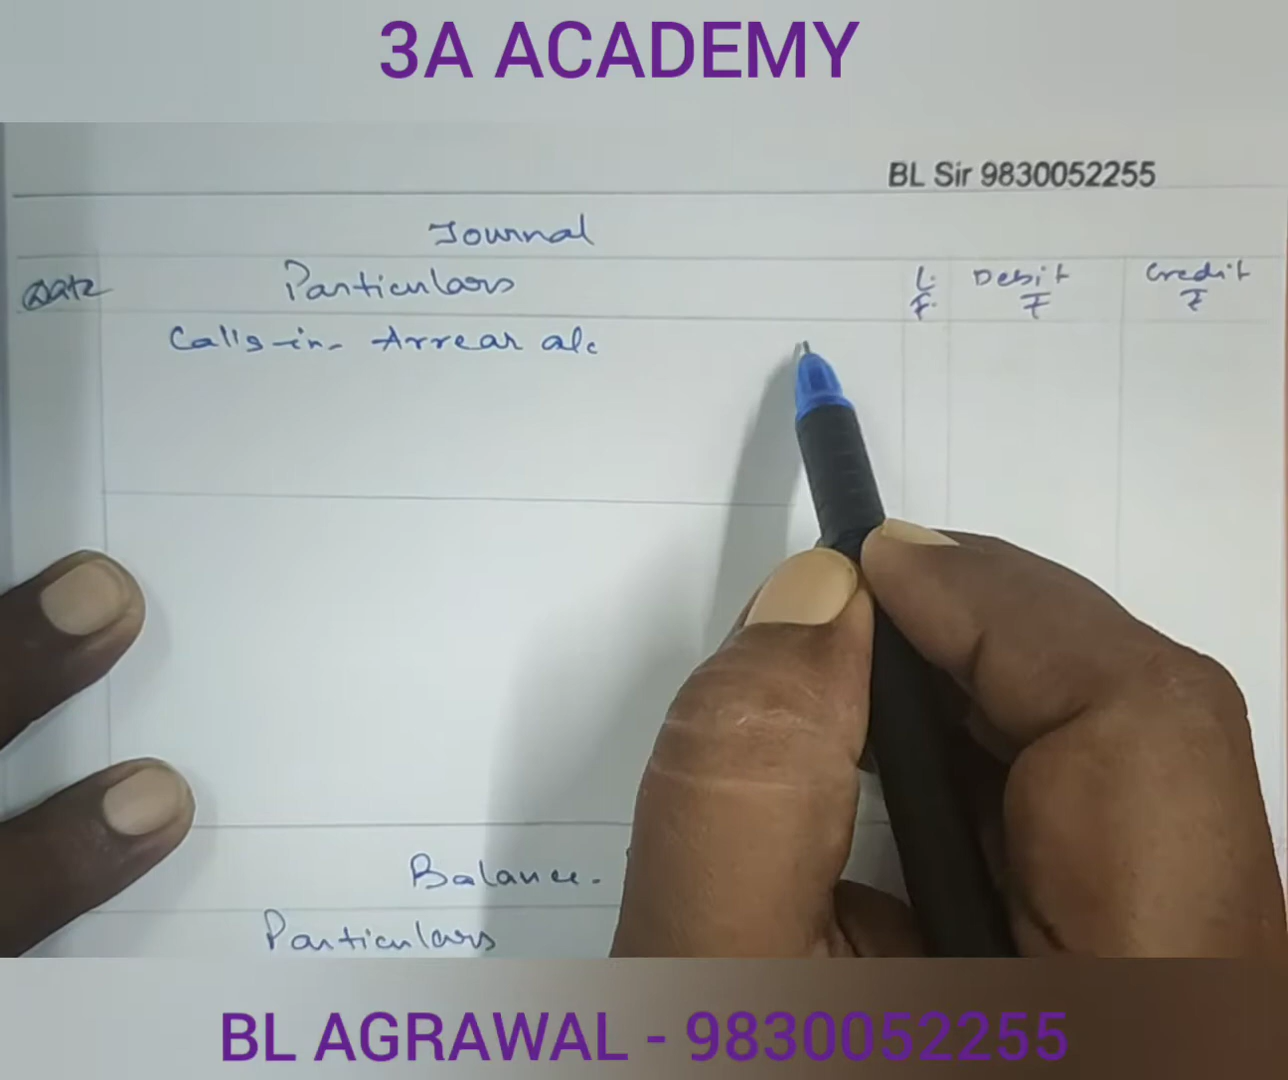 3A ACADEMY
BL Sir 9830052255
Journal
Date Particulars L. F. Debit ₹ Credit ₹
Calls-in-Arrear a/c
Balance.
Particulars
BL AGRAWAL - 9830052255